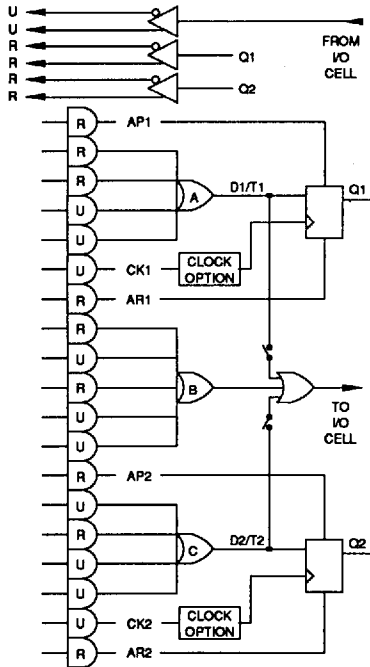 U
U
R
R
R
R
FROM
I/O
CELL
Q1
Q2
R AP1
R
R
U
U
A
D1/T1
Q1
U CK1 CLOCK
OPTION
R AR1
R
U
R
U
U
B
TO
I/O
CELL
R AP2
U
R
U
U
C
D2/T2
Q2
U CK2 CLOCK
OPTION
R AR2